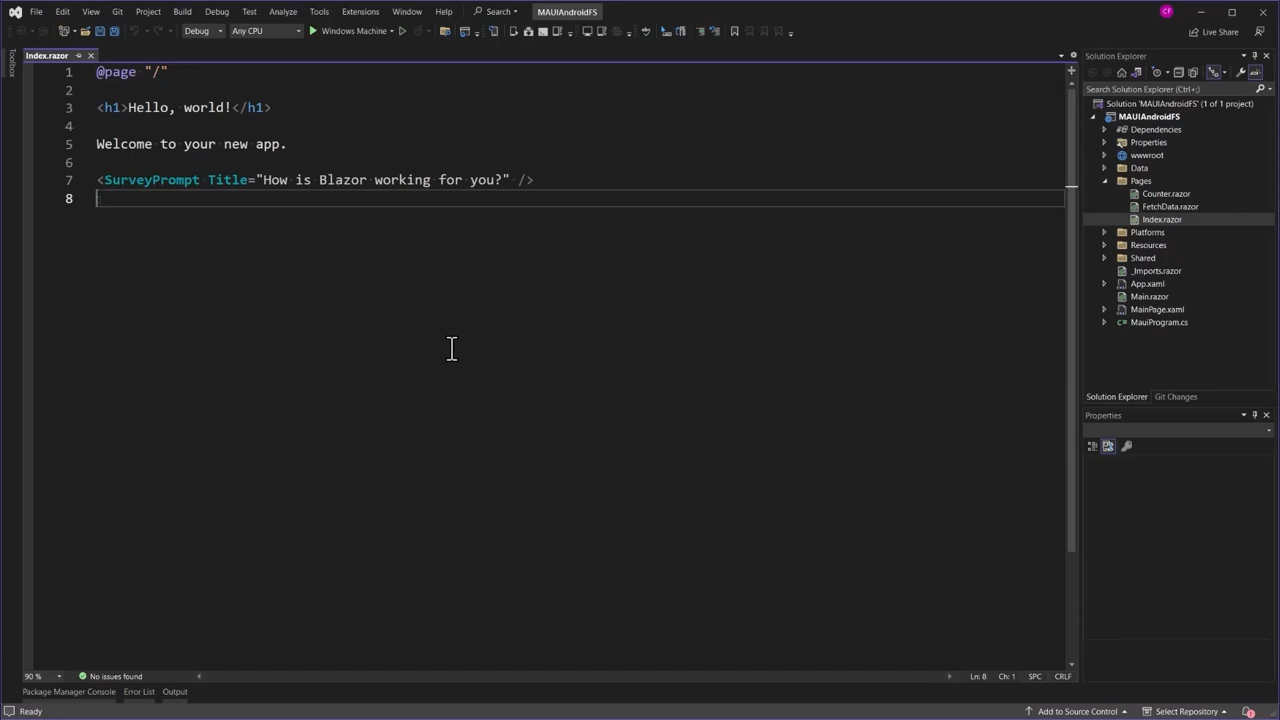 File Edit View Git Project Build Debug Test Analyze Tools Extensions Window Help Search MAUIAndroidFS CF
Debug Any CPU Windows Machine Live Share
Toolbox
Index.razor
1 @page "/"
2
3 <h1>Hello, world!</h1>
4
5 Welcome to your new app.
6
7 <SurveyPrompt Title="How is Blazor working for you?" />
8
Solution Explorer
Search Solution Explorer (Ctrl+;)
Solution 'MAUIAndroidFS' (1 of 1 project)
MAUIAndroidFS
Dependencies
Properties
wwwroot
Data
Pages
Counter.razor
FetchData.razor
Index.razor
Platforms
Resources
Shared
_Imports.razor
App.xaml
Main.razor
MainPage.xaml
MauiProgram.cs
Solution Explorer Git Changes
Properties
90 % No issues found Ln: 8 Ch: 1 SPC CRLF
Package Manager Console Error List Output
Ready Add to Source Control Select Repository 1